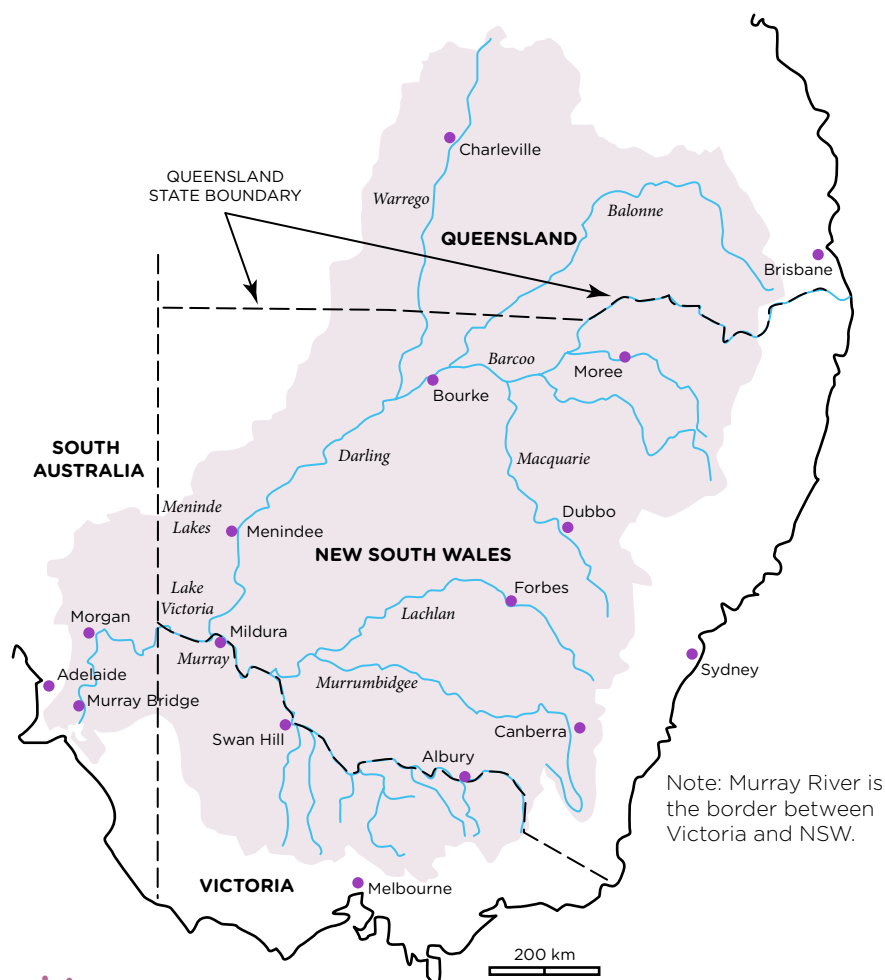 Charleville
QUEENSLAND
STATE BOUNDARY
Warrego
Balonne
QUEENSLAND
Brisbane
Barcoo
Moree
Bourke
SOUTH
AUSTRALIA
Darling
Macquarie
Meninde
Lakes
Menindee
Dubbo
NEW SOUTH WALES
Lake
Victoria
Forbes
Lachlan
Morgan
Mildura
Murray
Sydney
Adelaide
Murray Bridge
Murrumbidgee
Swan Hill
Canberra
Albury
Note: Murray River is
the border between
Victoria and NSW.
VICTORIA
Melbourne
200 km